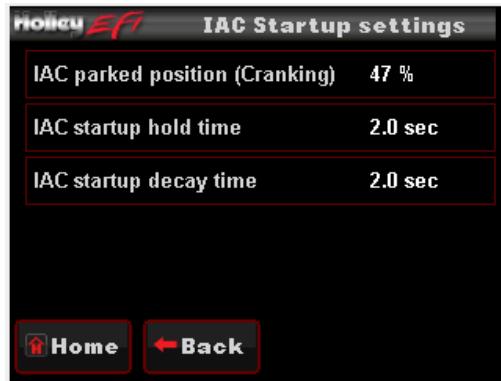 Holley EFI IAC Startup settings
IAC parked position (Cranking) 47 %
IAC startup hold time 2.0 sec
IAC startup decay time 2.0 sec
Home Back